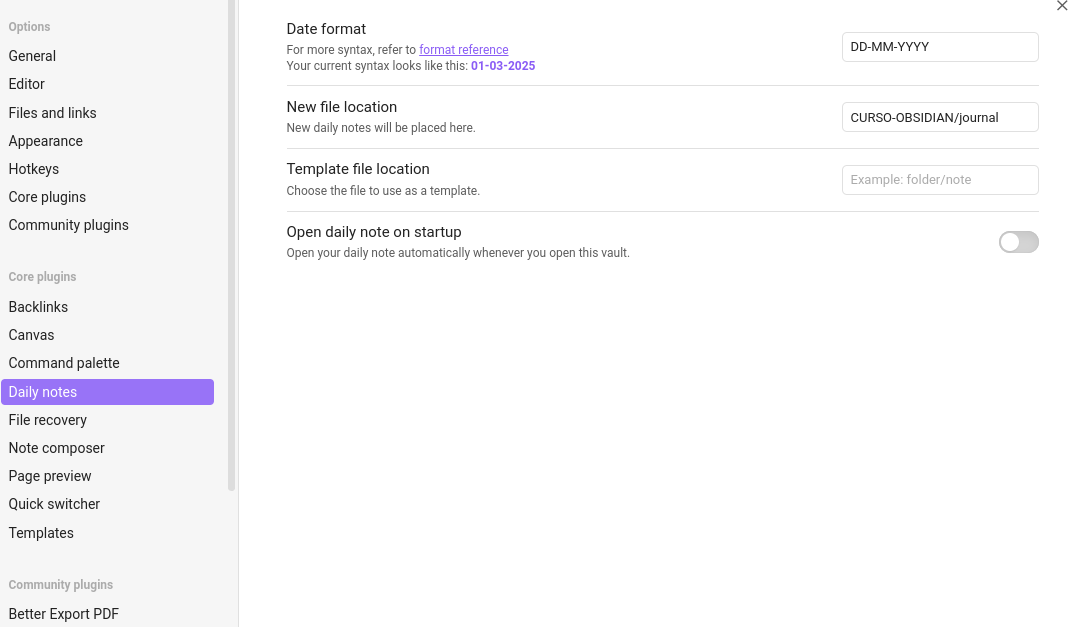 Options
General
Editor
Files and links
Appearance
Hotkeys
Core plugins
Community plugins
Core plugins
Backlinks
Canvas
Command palette
Daily notes
File recovery
Note composer
Page preview
Quick switcher
Templates
Community plugins
Better Export PDF
Date format
For more syntax, refer to format reference
Your current syntax looks like this: 01-03-2025
DD-MM-YYYY
New file location
New daily notes will be placed here.
CURSO-OBSIDIAN/journal
Template file location
Choose the file to use as a template.
Example: folder/note
Open daily note on startup
Open your daily note automatically whenever you open this vault.